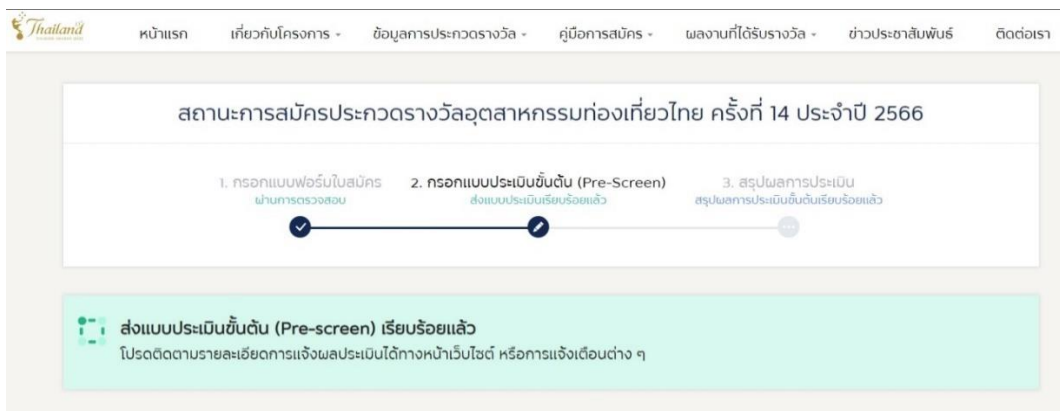 Thailand
หน้าแรก เกี่ยวกับโครงการ ข้อมูลการประกวดรางวัล คู่มือการสมัคร ผลงานที่ได้รับรางวัล ข่าวประชาสัมพันธ์ ติดต่อเรา
สถานะการสมัครประกวดรางวัลอุตสาหกรรมท่องเที่ยวไทย ครั้งที่ 14 ประจำปี 2566
1. กรอกแบบฟอร์มใบสมัคร 2. กรอกแบบประเมินขั้นต้น (Pre-Screen) 3. สรุปผลการประเมิน
ผ่านการตรวจสอบ ส่งแบบประเมินเรียบร้อยแล้ว สรุปผลการประเมินขั้นต้นเรียบร้อยแล้ว
ส่งแบบประเมินขั้นต้น (Pre-screen) เรียบร้อยแล้ว
โปรดติดตามรายละเอียดการแจ้งผลประเมินได้ทางหน้าเว็บไซต์ หรือการแจ้งเตือนต่าง ๆ